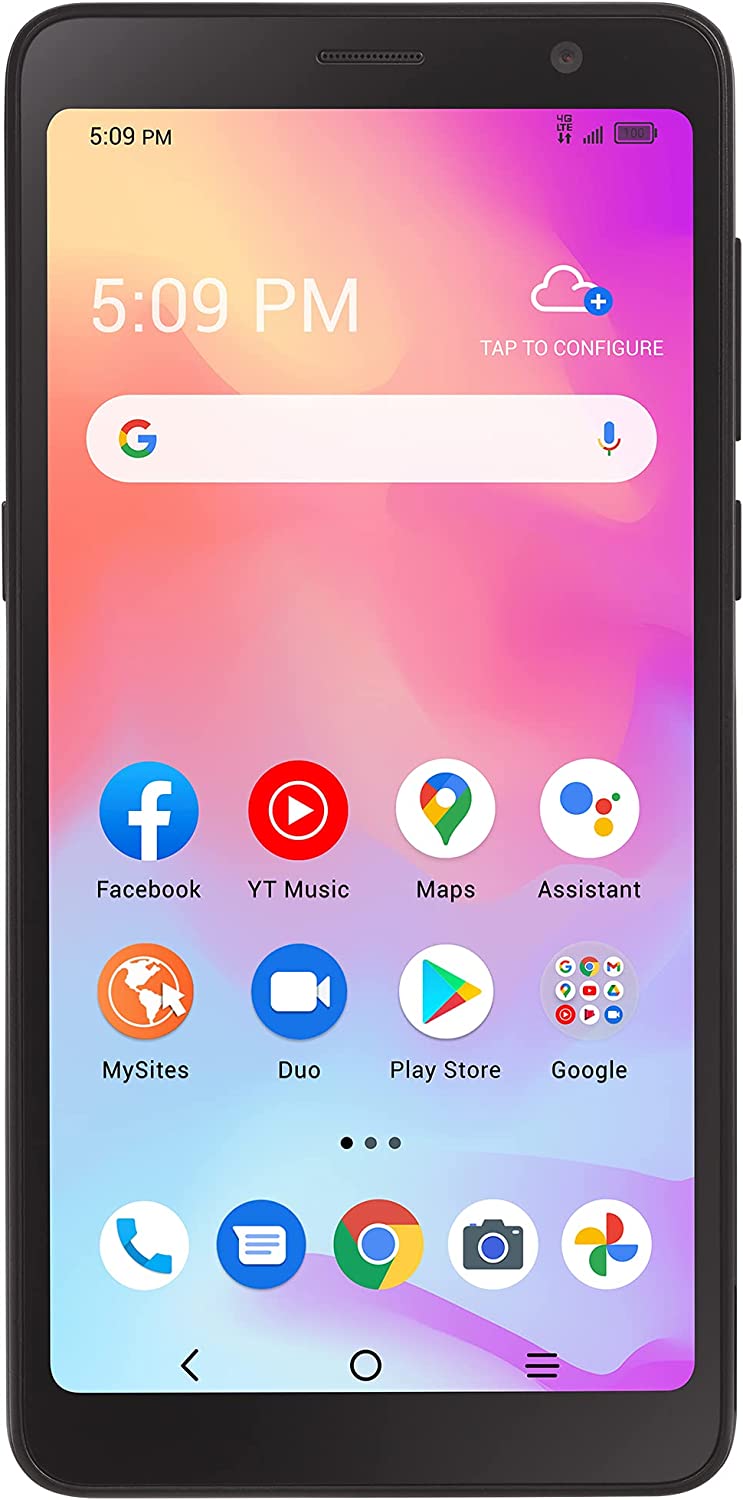 5:09 PM
4G
LTE
100
5:09 PM
TAP TO CONFIGURE
Facebook
YT Music
Maps
Assistant
MySites
Duo
Play Store
Google